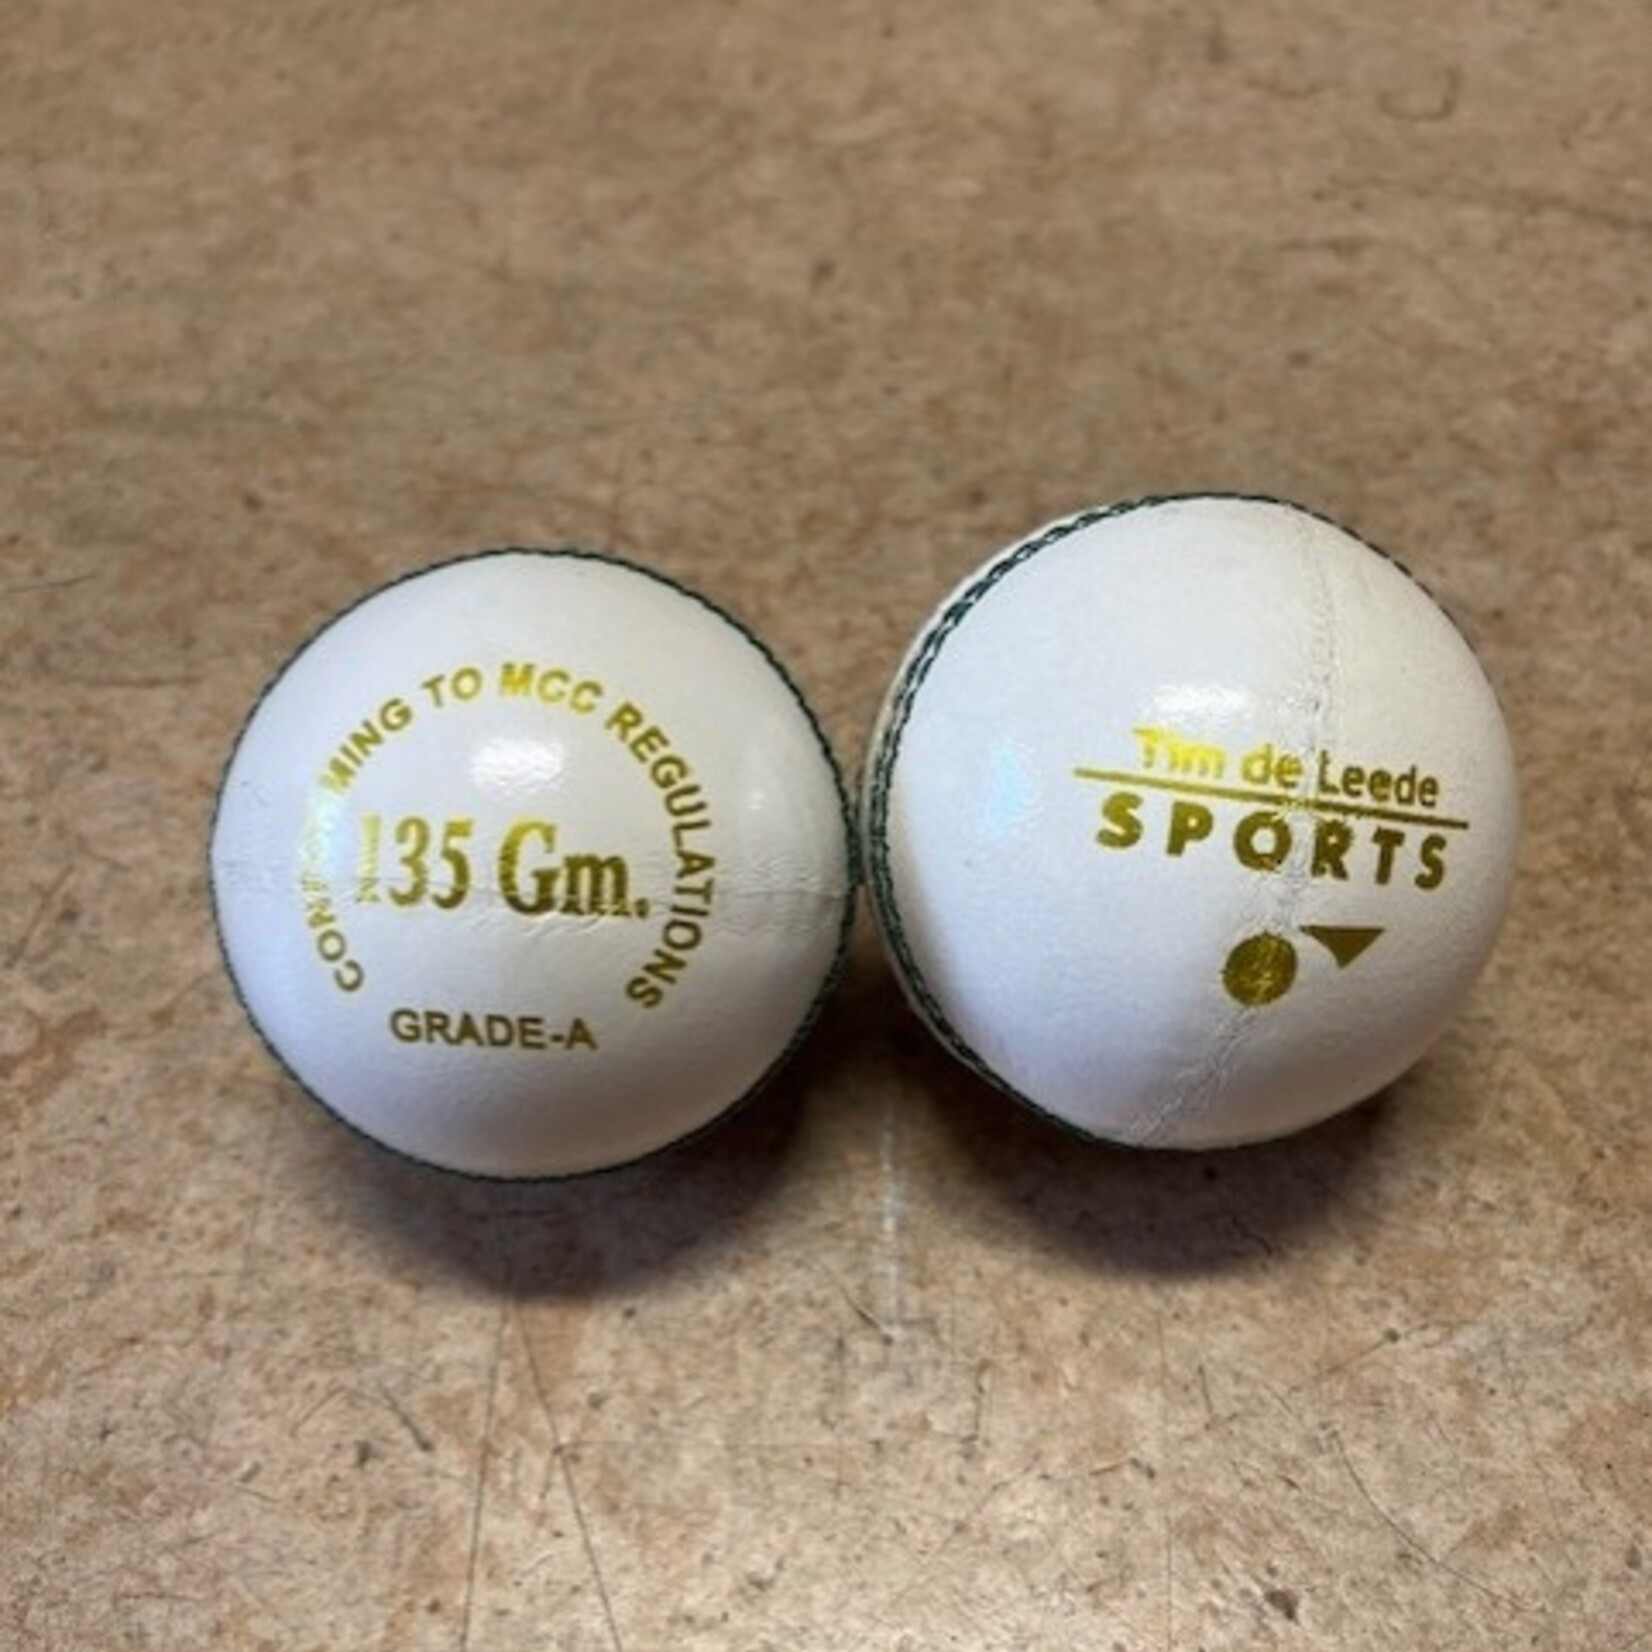 CONFORMING TO MCC REGULATIONS
135 Gm.
GRADE-A
Tim de Leede
SPORTS